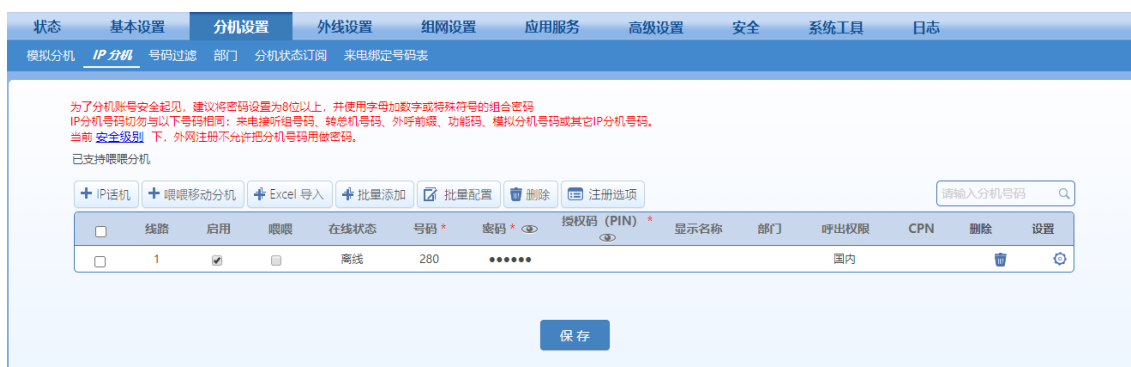 状态 基本设置 分机设置 外线设置 组网设置 应用服务 高级设置 安全 系统工具 日志
模拟分机 IP 分机 号码过滤 部门 分机状态订阅 来电绑定号码表
为了分机账号安全起见，建议将密码设置为8位以上，并使用字母加数字或特殊符号的组合密码
IP分机号码切勿与以下号码相同：来电接听组号码、转总机号码、外呼前缀、功能码、模拟分机号码或其它IP分机号码。
当前 安全级别 下，外网注册不允许把分机号码用做密码。
已支持喂喂分机
IP话机 喂喂移动分机 Excel 导入 批量添加 批量配置 删除 注册选项 请输入分机号码
线路 启用 喂喂 在线状态 号码 * 密码 * 授权码（PIN） * 显示名称 部门 呼出权限 CPN 删除 设置
1 离线 280 •••••• 国内
保存